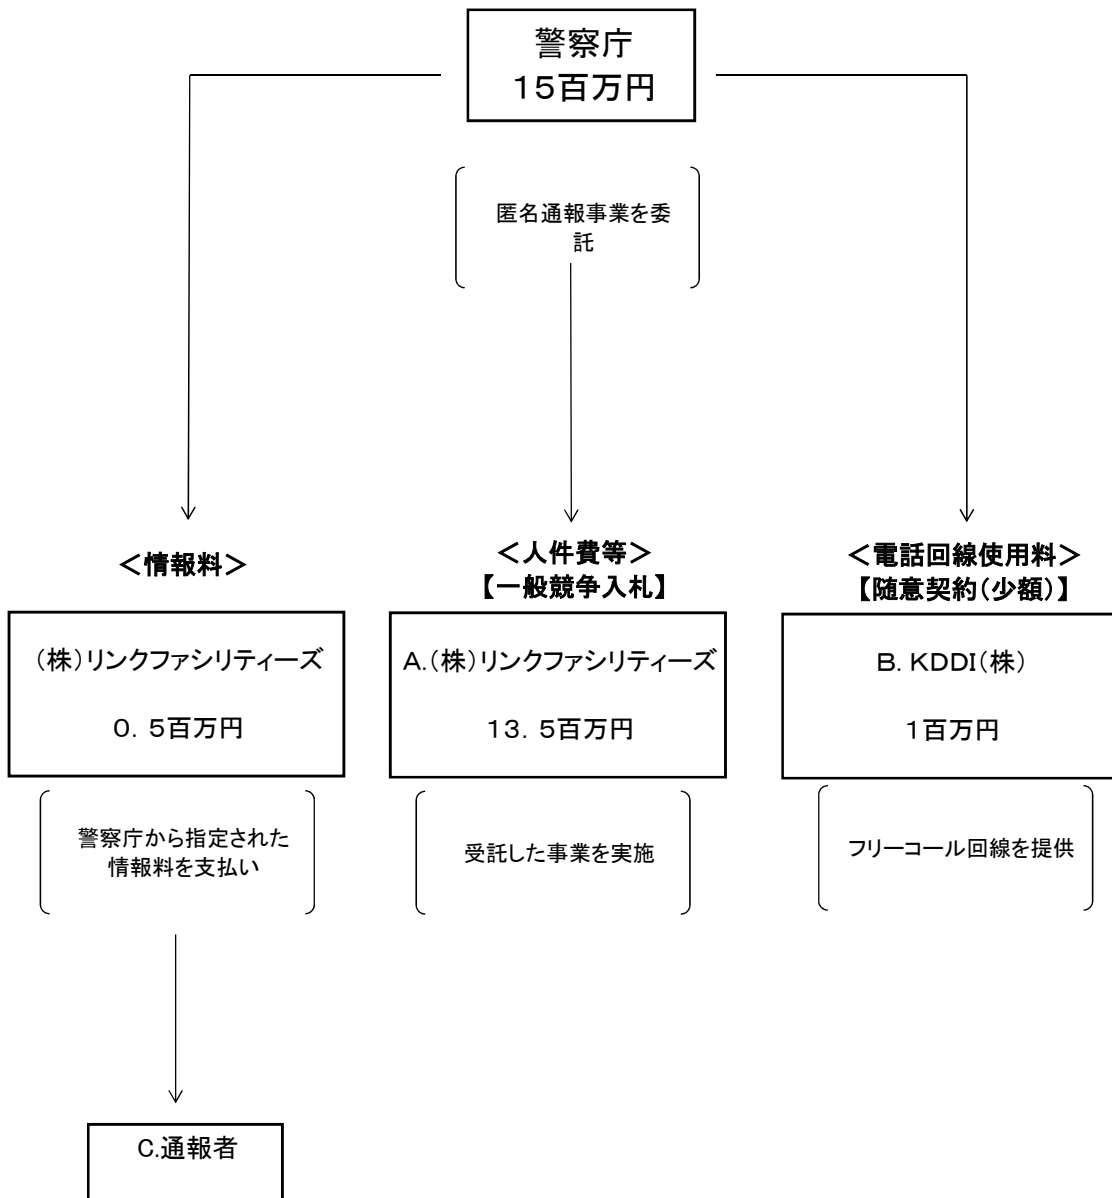 警察庁
15百万円
匿名通報事業を委
託
＜情報料＞
＜人件費等＞
【一般競争入札】
＜電話回線使用料＞
【随意契約(少額)】
(株)リンクファシリティーズ
0．5百万円
A.(株)リンクファシリティーズ
13．5百万円
B. KDDI(株)
1百万円
警察庁から指定された
情報料を支払い
受託した事業を実施
フリーコール回線を提供
C.通報者